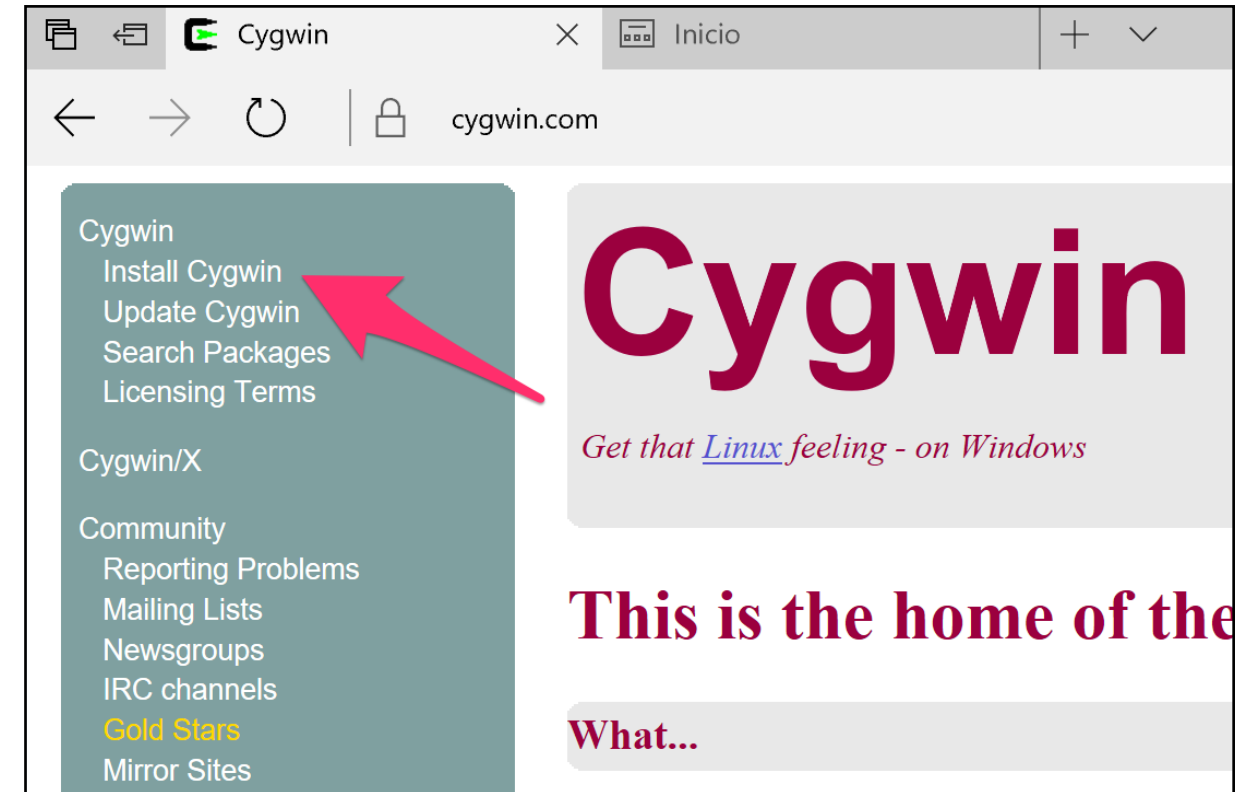 Cygwin
Inicio
cygwin.com
Cygwin
Install Cygwin
Update Cygwin
Search Packages
Licensing Terms
Cygwin/X
Community
Reporting Problems
Mailing Lists
Newsgroups
IRC channels
Gold Stars
Mirror Sites
Cygwin
Get that Linux feeling - on Windows
This is the home of the
What...